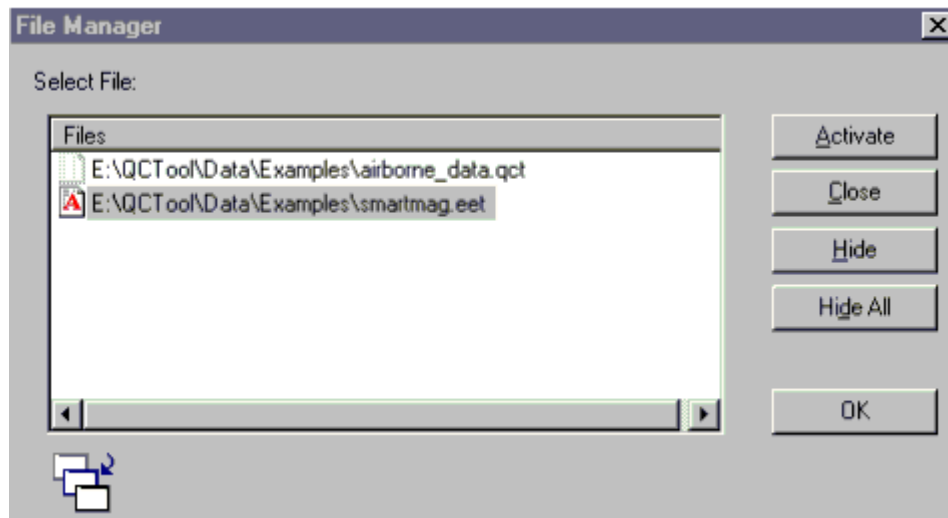 File Manager
Select File:
Files
E:\QCTool\Data\Examples\airborne_data.qct
A E:\QCTool\Data\Examples\smartmag.eet
Activate
Close
Hide
Hide All
OK